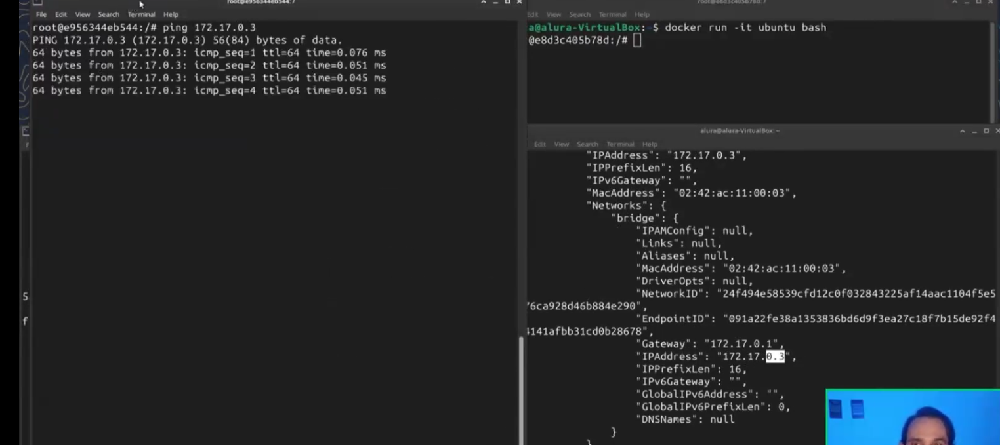 root@e956344eb544:/
File Edit View Search Terminal Help
root@e956344eb544:/# ping 172.17.0.3
PING 172.17.0.3 (172.17.0.3) 56(84) bytes of data.
64 bytes from 172.17.0.3: icmp_seq=1 ttl=64 time=0.076 ms
64 bytes from 172.17.0.3: icmp_seq=2 ttl=64 time=0.051 ms
64 bytes from 172.17.0.3: icmp_seq=3 ttl=64 time=0.045 ms
64 bytes from 172.17.0.3: icmp_seq=4 ttl=64 time=0.051 ms
5
f
root@e8d3c405b78d:/
Edit View Search Terminal Help
a@alura-VirtualBox: $ docker run -it ubuntu bash
@e8d3c405b78d:/#
alura@alura-VirtualBox: ~
Edit View Search Terminal Help
"IPAddress": "172.17.0.3",
"IPPrefixLen": 16,
"IPv6Gateway": "",
"MacAddress": "02:42:ac:11:00:03",
"Networks": {
"bridge": {
"IPAMConfig": null,
"Links": null,
"Aliases": null,
"MacAddress": "02:42:ac:11:00:03",
"DriverOpts": null,
"NetworkID": "24f494e58539cfd12c0f032843225af14aac1104f5e5
76ca928d46b884e290",
"EndpointID": "091a22fe38a1353836bd6d9f3ea27c18f7b15de92f4
4141afbb31cd0b28678",
"Gateway": "172.17.0.1",
"IPAddress": "172.17.0.3",
"IPPrefixLen": 16,
"IPv6Gateway": "",
"GlobalIPv6Address": "",
"GlobalIPv6PrefixLen": 0,
"DNSNames": null
}
}